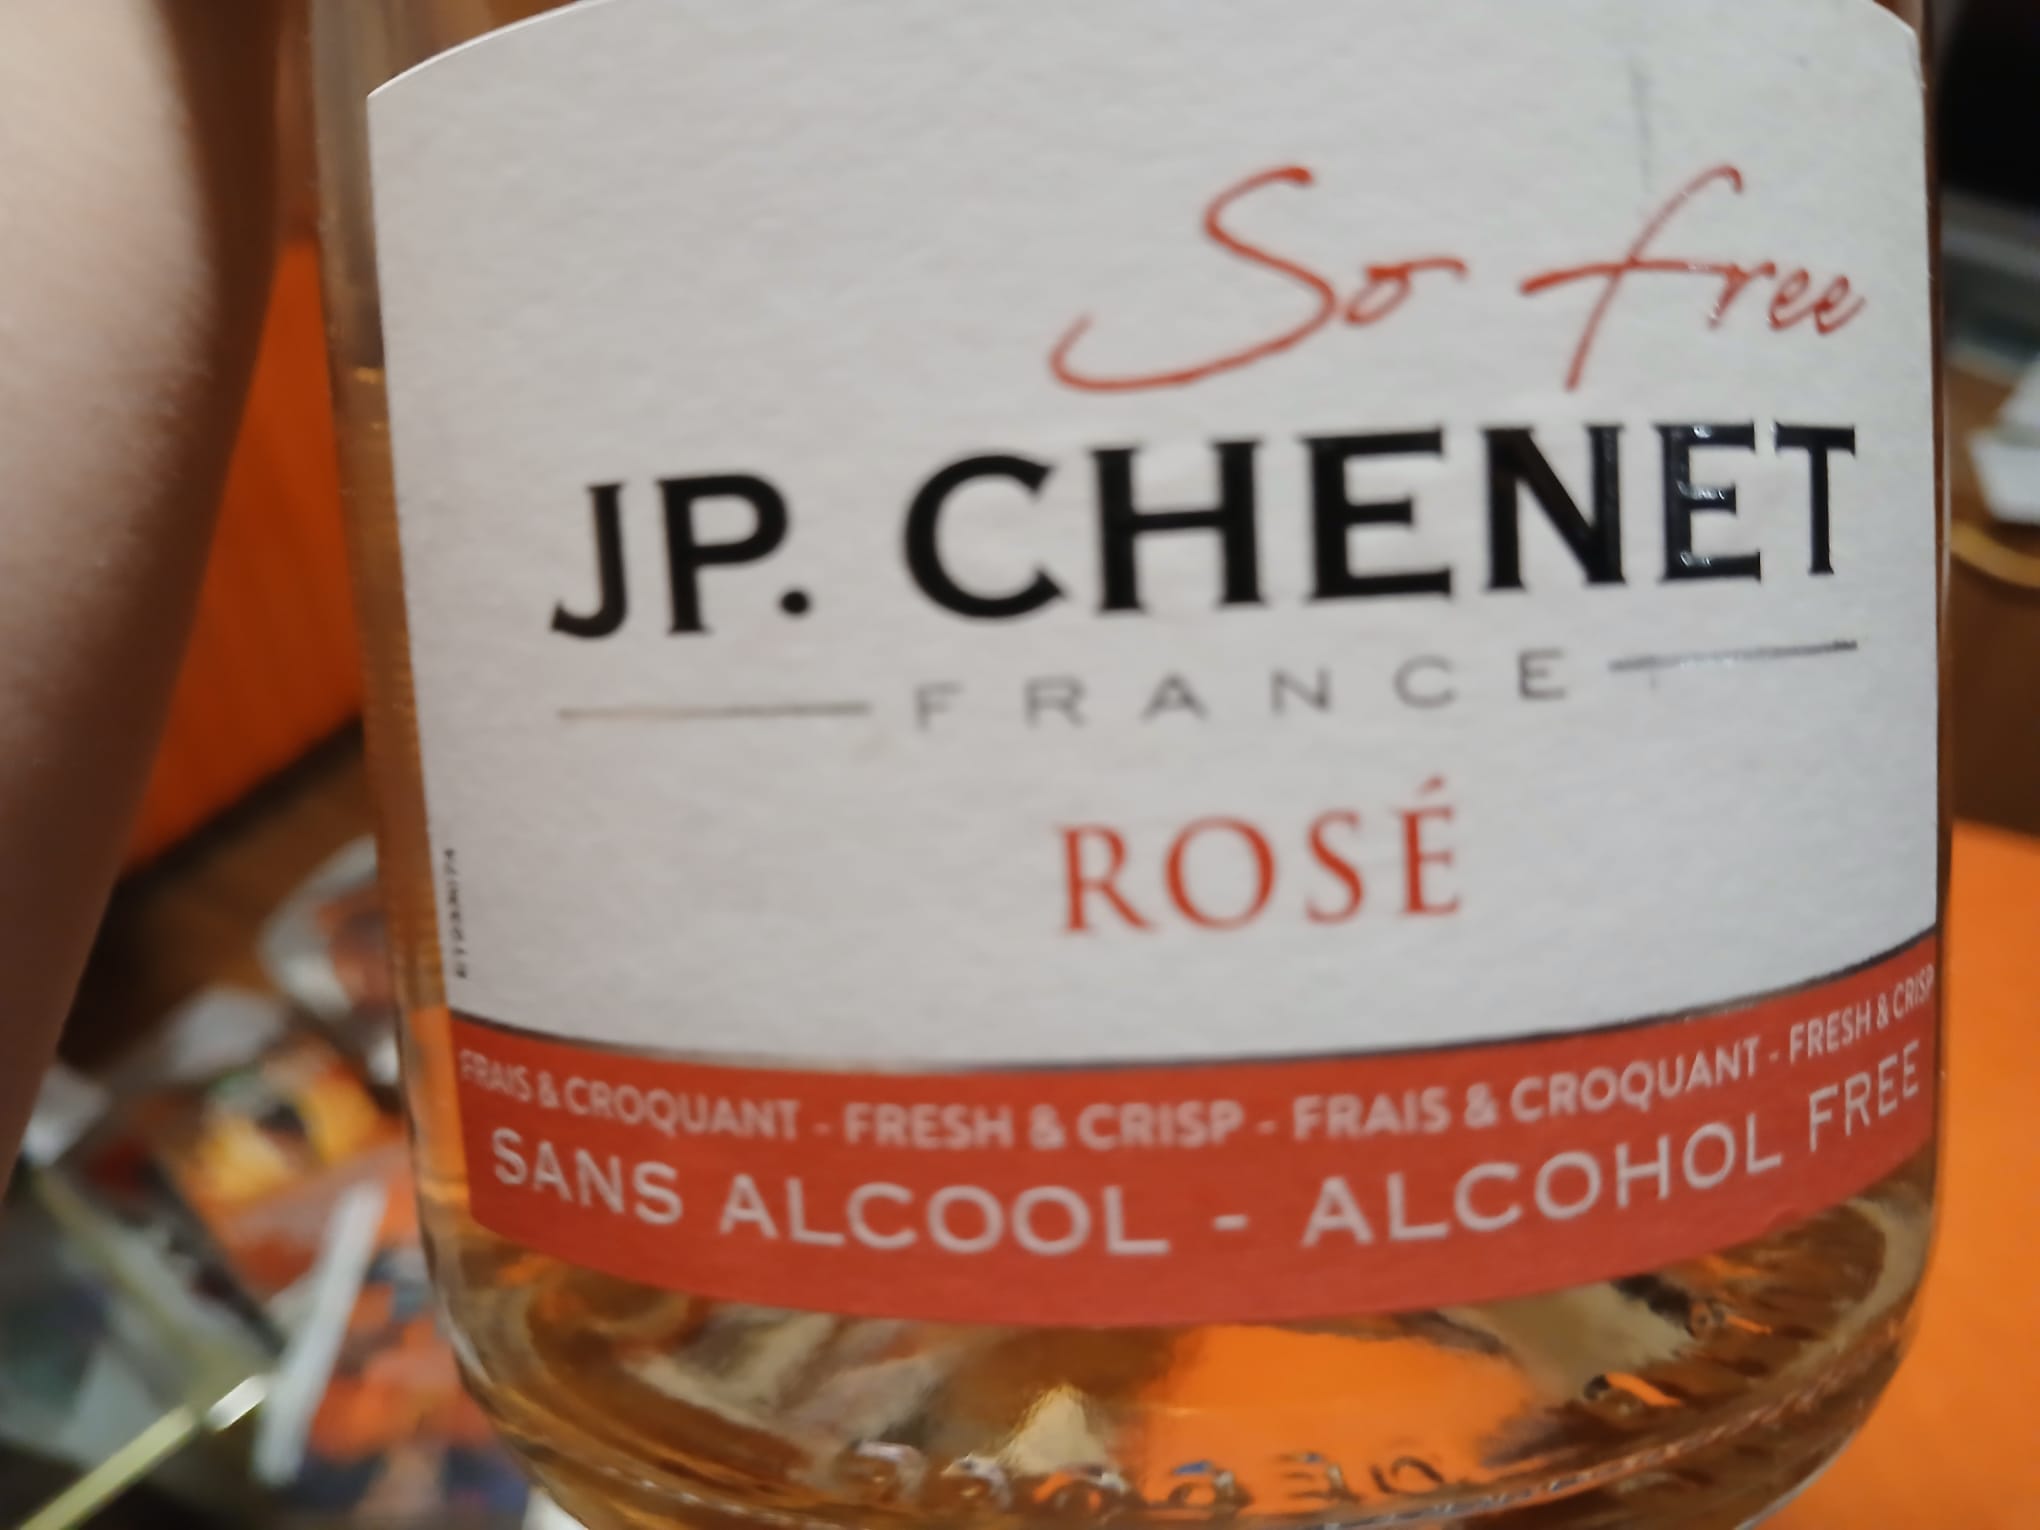 So free
JP. CHENET
FRANCE
ROSÉ
FRAIS & CROQUANT - FRESH & CRISP - FRAIS & CROQUANT - FRESH & CRISP
SANS ALCOOL - ALCOHOL FREE